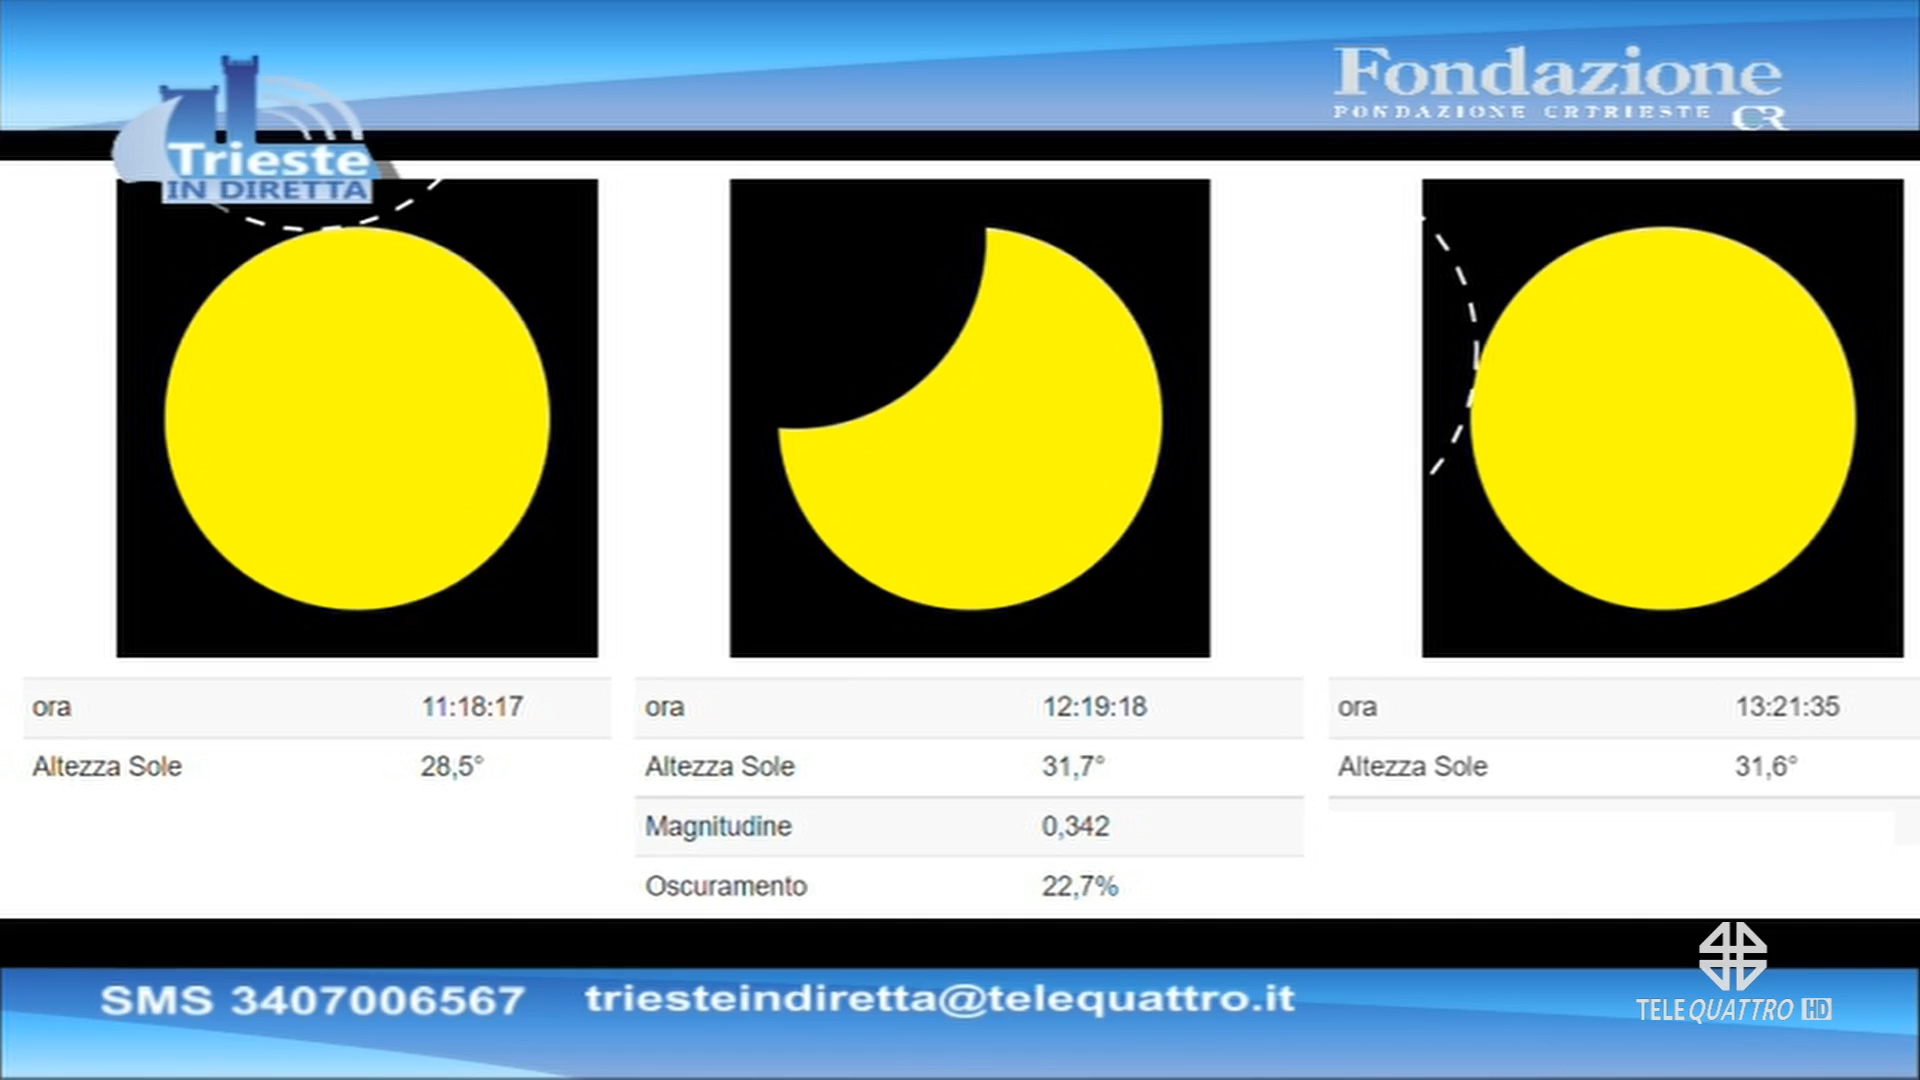 Fondazione
FONDAZIONE CRTRIESTE
CR
Trieste
IN DIRETTA
ora 11:18:17
Altezza Sole 28,5°
ora 12:19:18
Altezza Sole 31,7°
Magnitudine 0,342
Oscuramento 22,7%
ora 13:21:35
Altezza Sole 31,6°
SMS 3407006567 triesteindiretta@telequattro.it
TELEQUATTRO HD